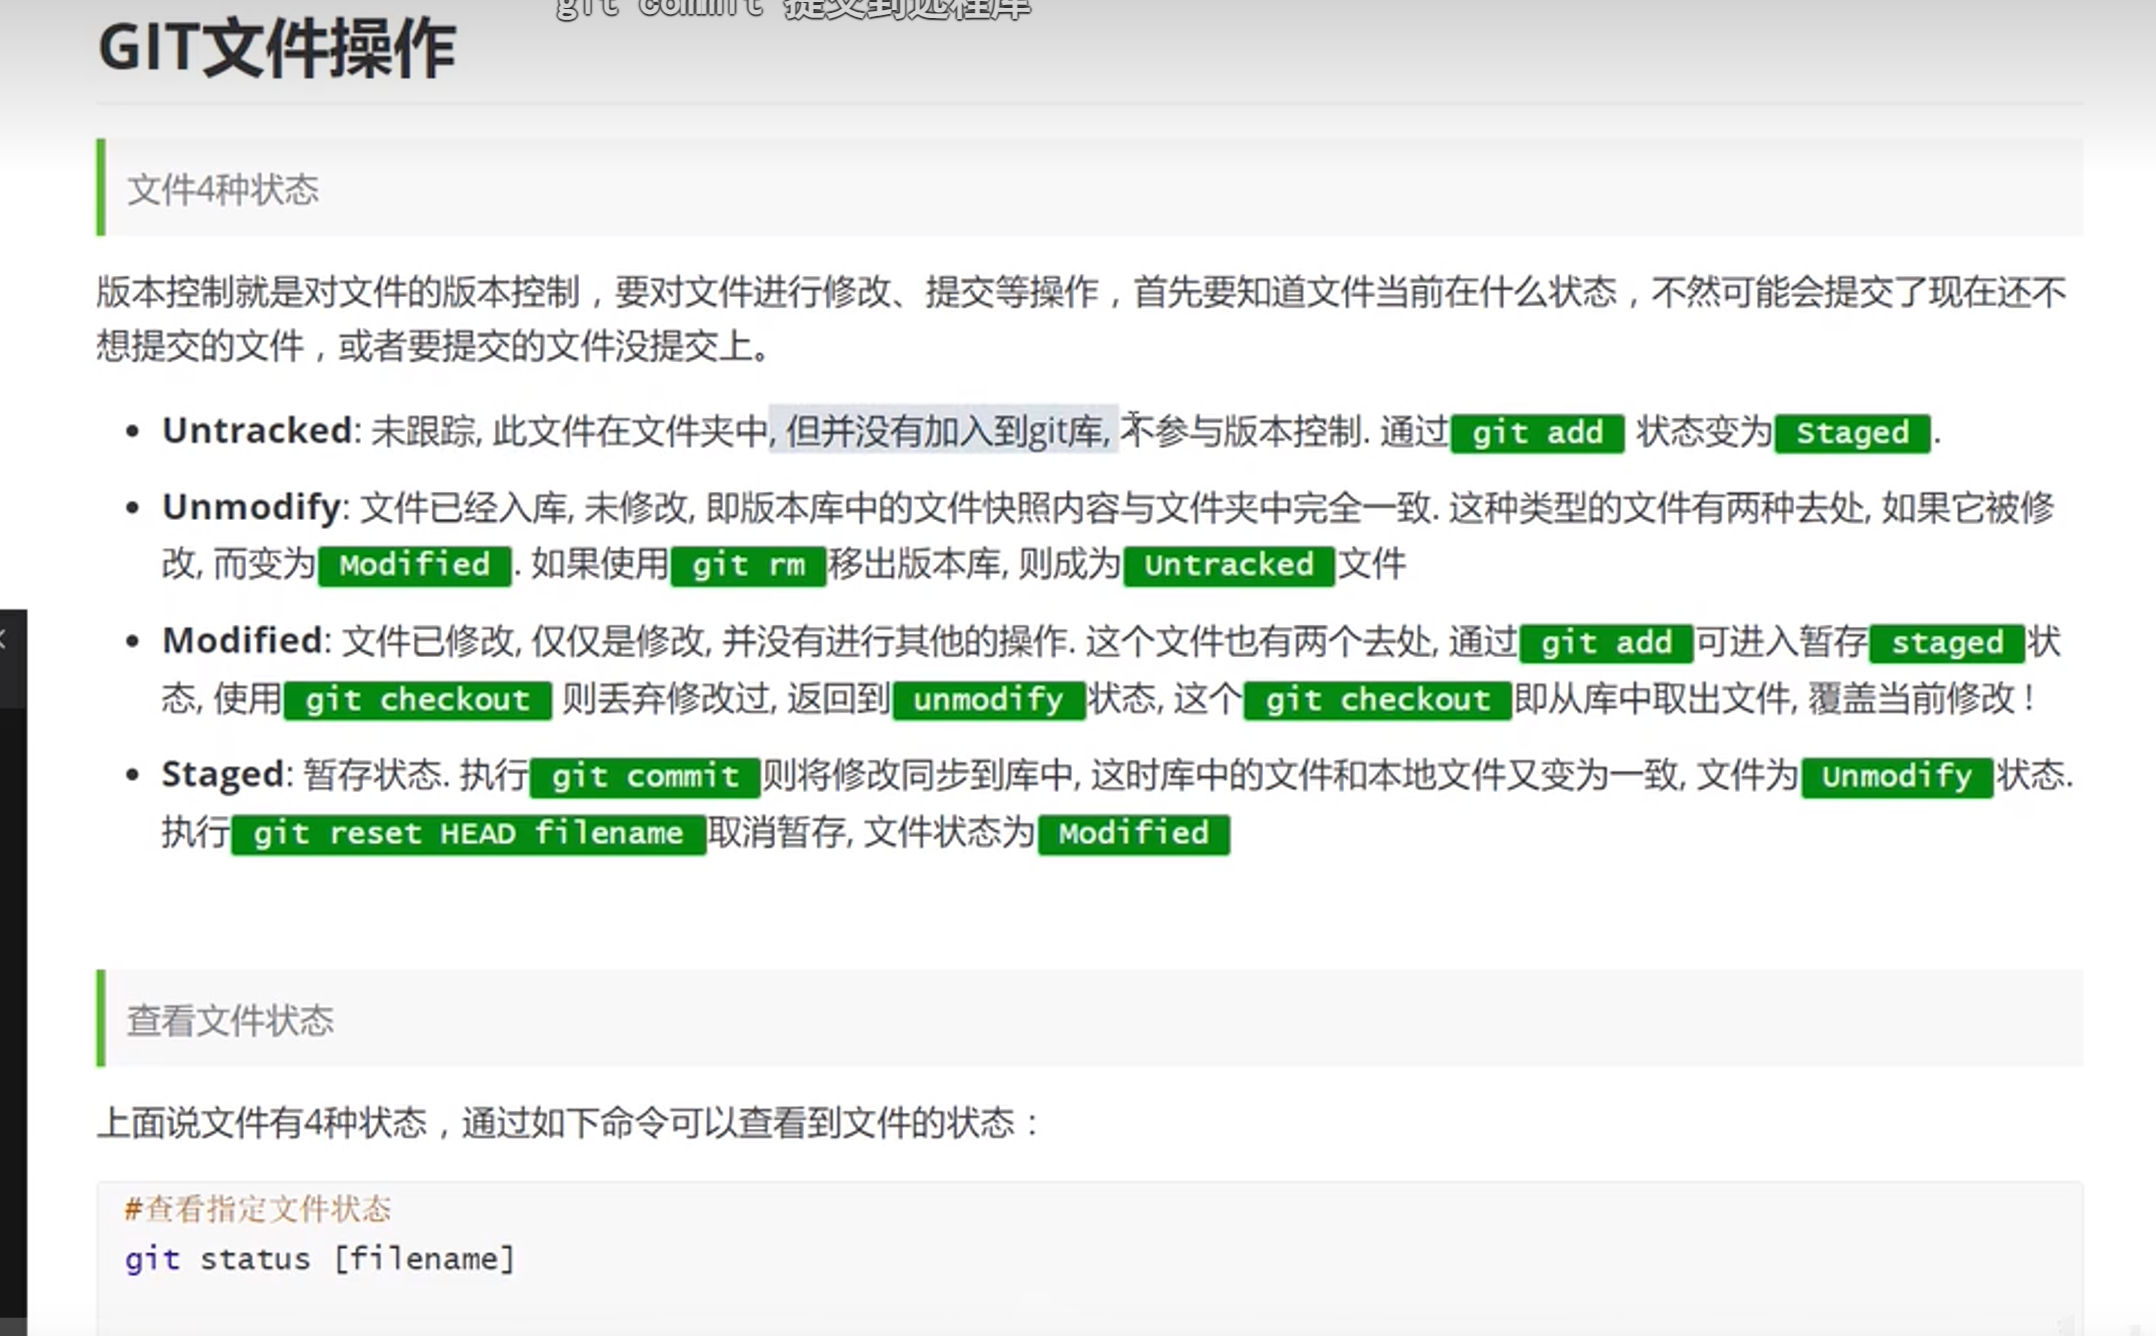 git commit 提交到远程库
GIT文件操作
文件4种状态
版本控制就是对文件的版本控制，要对文件进行修改、提交等操作，首先要知道文件当前在什么状态，不然可能会提交了现在还不
想提交的文件，或者要提交的文件没提交上。
• Untracked: 未跟踪, 此文件在文件夹中, 但并没有加入到git库, 不参与版本控制. 通过 git add 状态变为 Staged .
• Unmodify: 文件已经入库, 未修改, 即版本库中的文件快照内容与文件夹中完全一致. 这种类型的文件有两种去处, 如果它被修
改, 而变为 Modified . 如果使用 git rm 移出版本库, 则成为 Untracked 文件
• Modified: 文件已修改, 仅仅是修改, 并没有进行其他的操作. 这个文件也有两个去处, 通过 git add 可进入暂存 staged 状
态, 使用 git checkout 则丢弃修改过, 返回到 unmodify 状态, 这个 git checkout 即从库中取出文件, 覆盖当前修改 !
• Staged: 暂存状态. 执行 git commit 则将修改同步到库中, 这时库中的文件和本地文件又变为一致, 文件为 Unmodify 状态.
执行 git reset HEAD filename 取消暂存, 文件状态为 Modified
查看文件状态
上面说文件有4种状态，通过如下命令可以查看到文件的状态：
#查看指定文件状态
git status [filename]